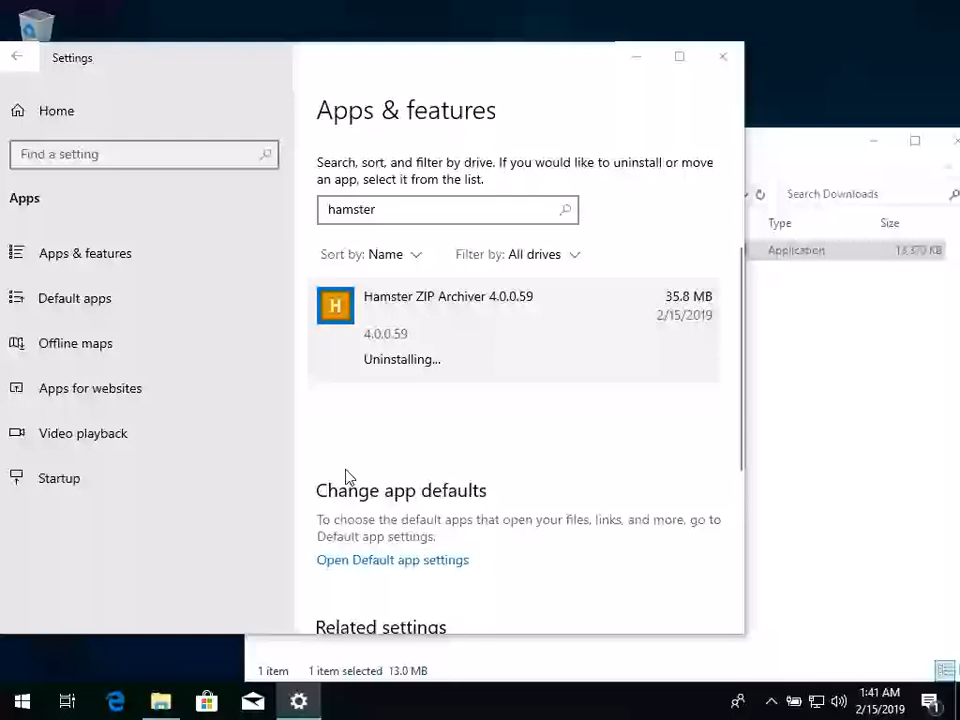 Settings
Home
Find a setting
Apps
Apps & features
Default apps
Offline maps
Apps for websites
Video playback
Startup
Apps & features
Search, sort, and filter by drive. If you would like to uninstall or move
an app, select it from the list.
hamster
Sort by: Name
Filter by: All drives
H
Hamster ZIP Archiver 4.0.0.59
35.8 MB
2/15/2019
4.0.0.59
Uninstalling...
Change app defaults
To choose the default apps that open your files, links, and more, go to
Default app settings.
Open Default app settings
Related settings
Search Downloads
Type
Size
Application
1 item
1 item selected 13.0 MB
1:41 AM
2/15/2019
1